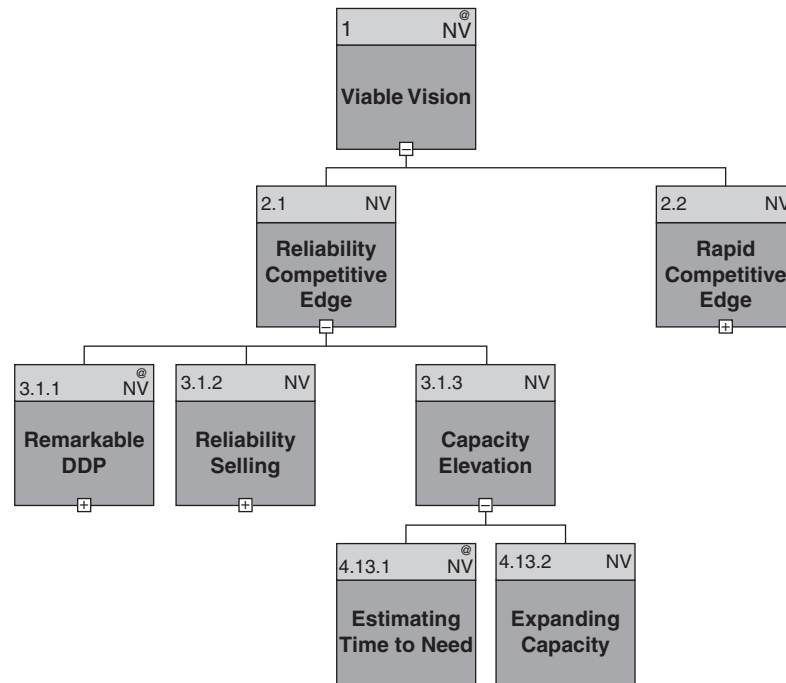 1 NV @
Viable Vision
2.1 NV
Reliability
Competitive
Edge
2.2 NV
Rapid
Competitive
Edge
3.1.1 NV @
Remarkable
DDP
3.1.2 NV
Reliability
Selling
3.1.3 NV
Capacity
Elevation
4.13.1 NV @
Estimating
Time to Need
4.13.2 NV
Expanding
Capacity